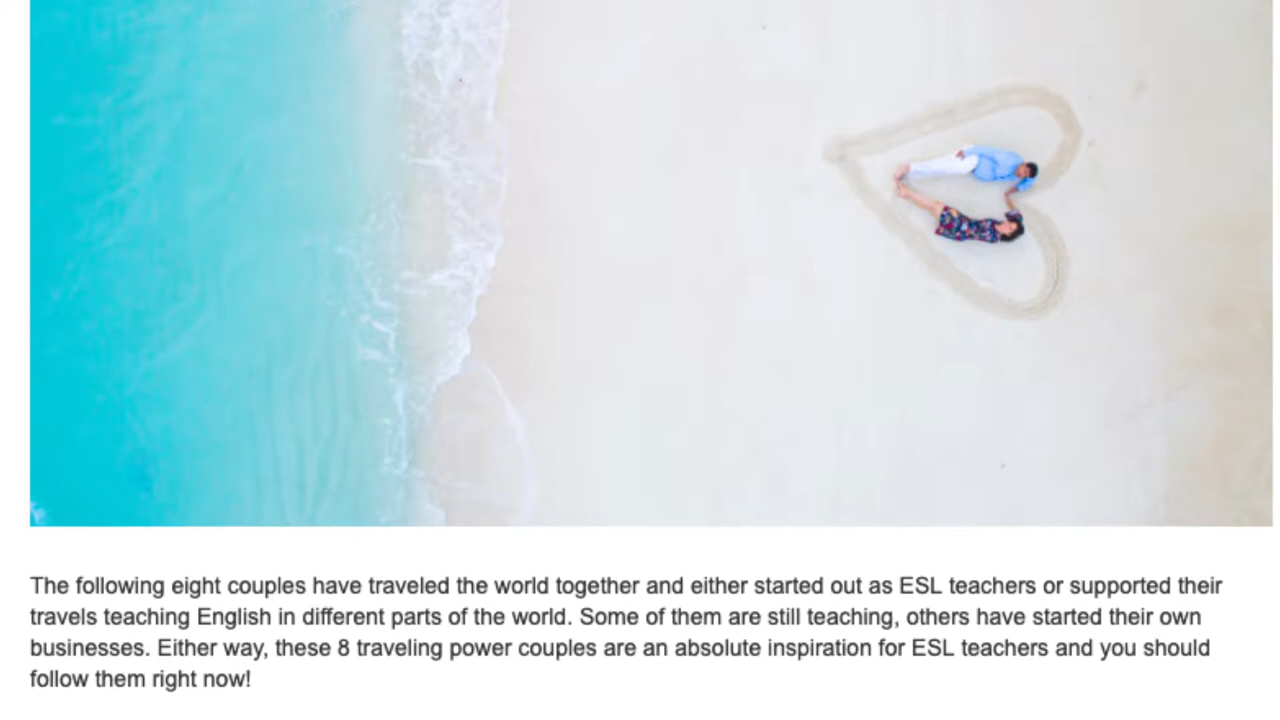 The following eight couples have traveled the world together and either started out as ESL teachers or supported their
travels teaching English in different parts of the world. Some of them are still teaching, others have started their own
businesses. Either way, these 8 traveling power couples are an absolute inspiration for ESL teachers and you should
follow them right now!